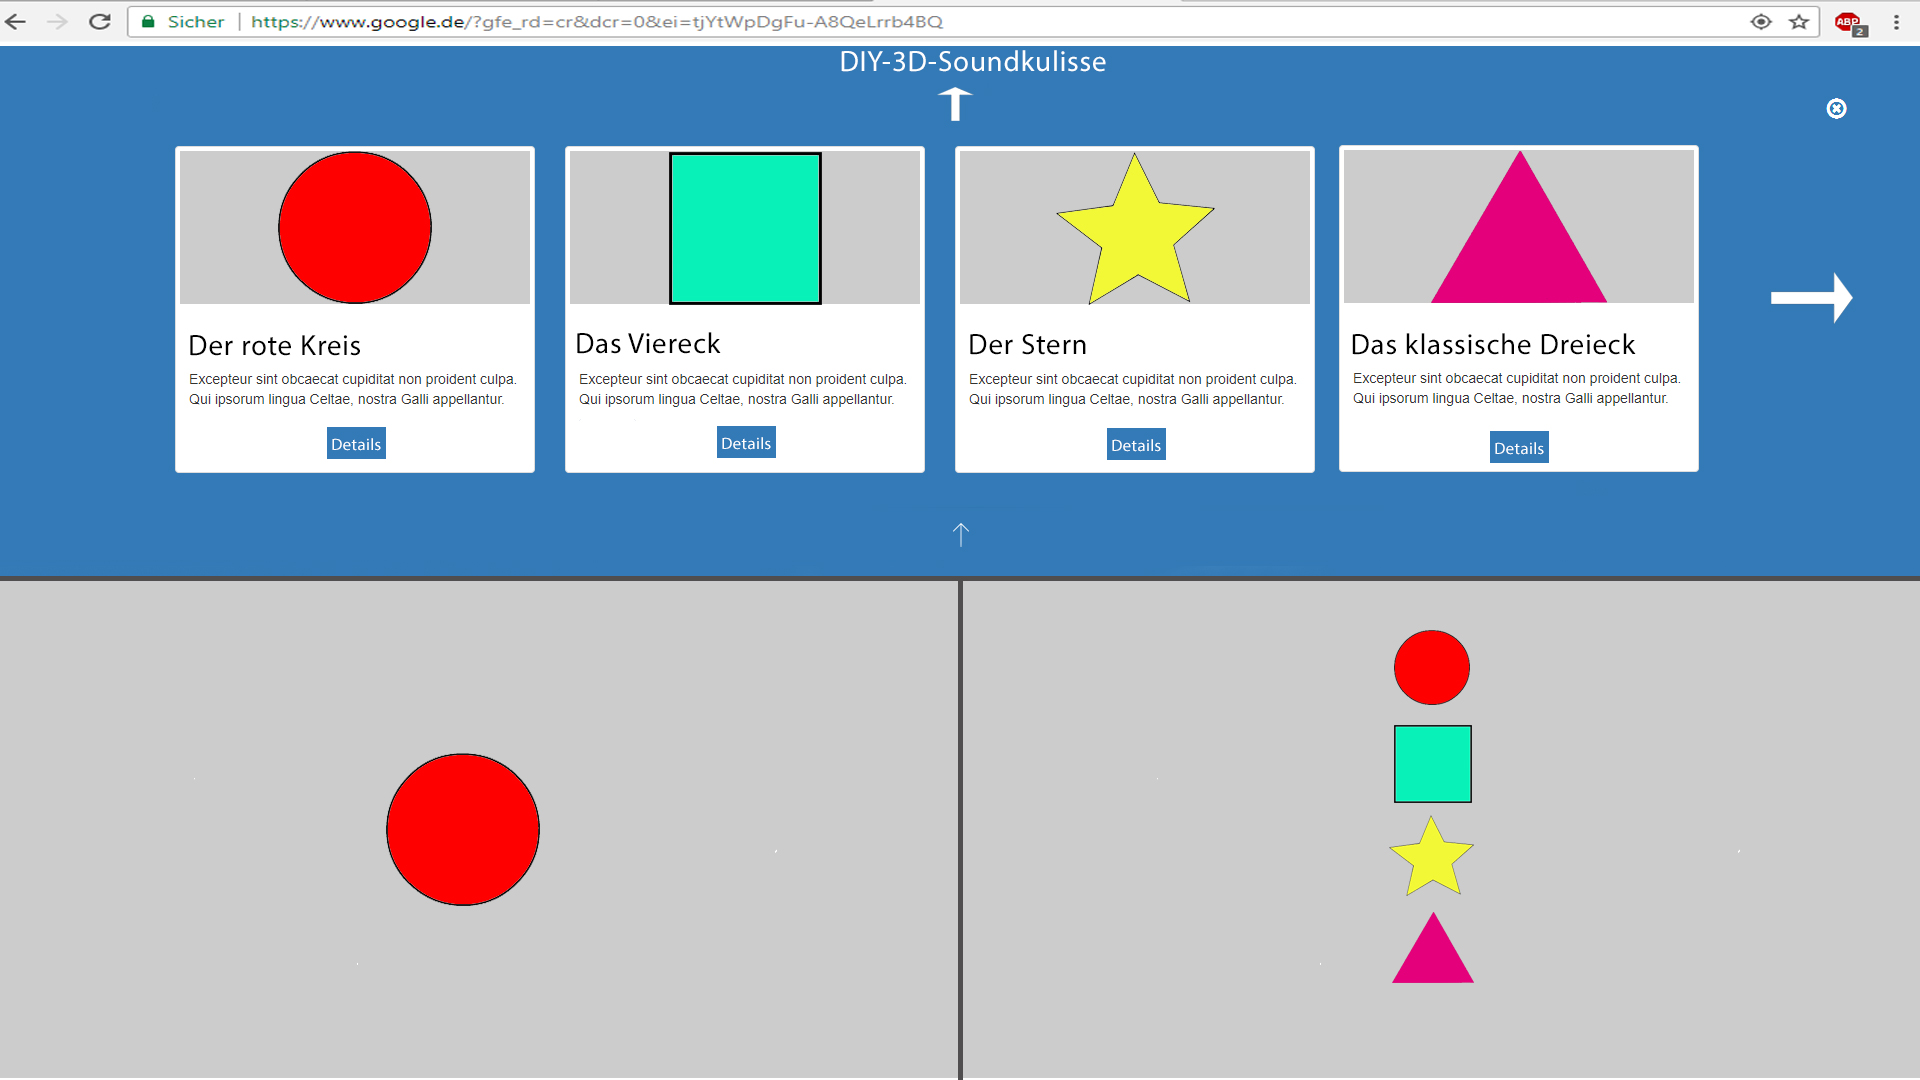 Sicher https://www.google.de/?gfe_rd=cr&dcr=0&ei=tjYtWpDgFu-A8QeLrrb4BQ
ABP
2
DIY-3D-Soundkulisse
Der rote Kreis
Excepteur sint obcaecat cupiditat non proident culpa.
Qui ipsorum lingua Celtae, nostra Galli appellantur.
Details
Das Viereck
Excepteur sint obcaecat cupiditat non proident culpa.
Qui ipsorum lingua Celtae, nostra Galli appellantur.
Details
Der Stern
Excepteur sint obcaecat cupiditat non proident culpa.
Qui ipsorum lingua Celtae, nostra Galli appellantur.
Details
Das klassische Dreieck
Excepteur sint obcaecat cupiditat non proident culpa.
Qui ipsorum lingua Celtae, nostra Galli appellantur.
Details